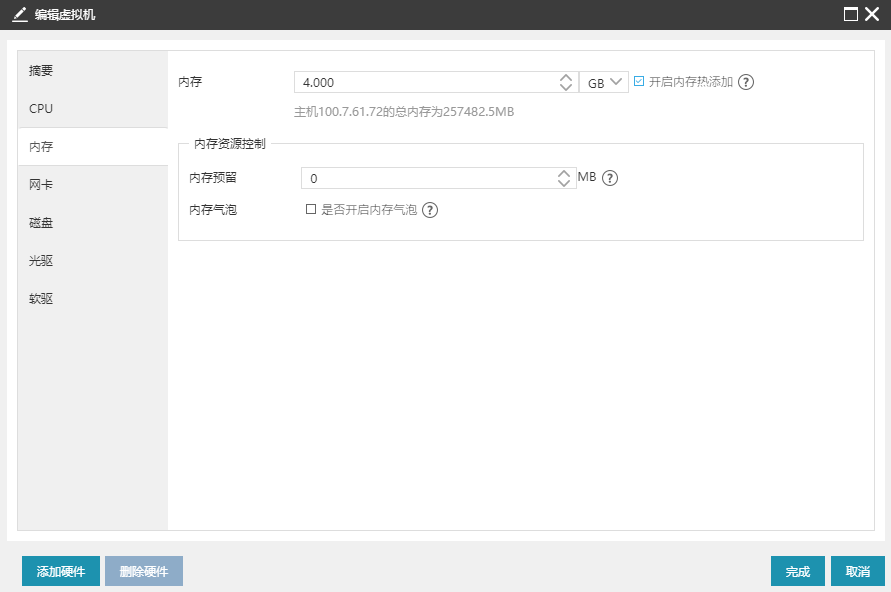 编辑虚拟机
摘要
CPU
内存
网卡
磁盘
光驱
软驱
内存 4.000 GB 开启内存热添加 ?
主机100.7.61.72的总内存为257482.5MB
内存资源控制
内存预留 0 MB ?
内存气泡 是否开启内存气泡 ?
添加硬件 删除硬件 完成 取消